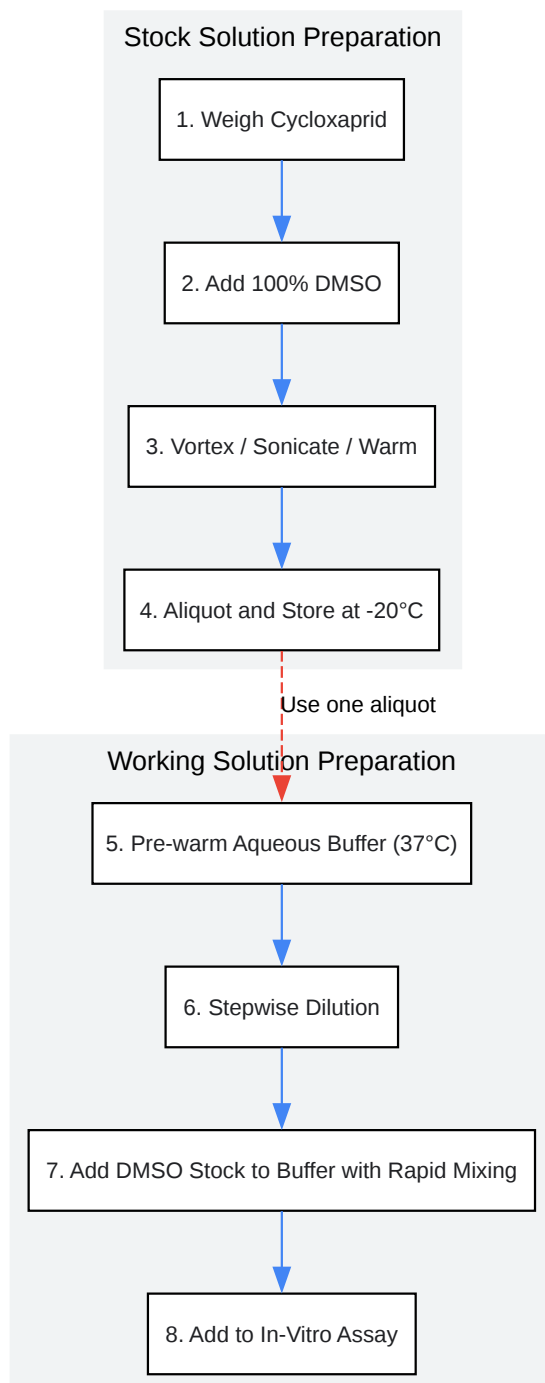 Stock Solution Preparation
1. Weigh Cycloxaprid
2. Add 100% DMSO
3. Vortex / Sonicate / Warm
4. Aliquot and Store at -20°C
Use one aliquot
Working Solution Preparation
5. Pre-warm Aqueous Buffer (37°C)
6. Stepwise Dilution
7. Add DMSO Stock to Buffer with Rapid Mixing
8. Add to In-Vitro Assay